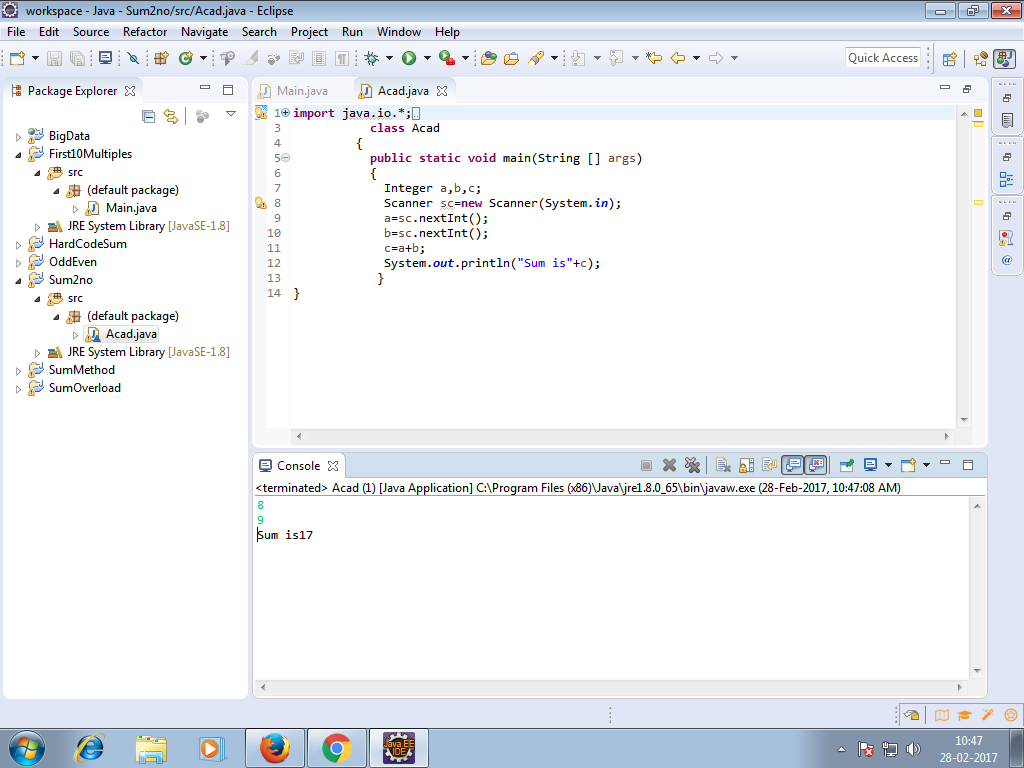 workspace - Java - Sum2no/src/Acad.java - Eclipse
File Edit Source Refactor Navigate Search Project Run Window Help
Quick Access
Package Explorer
BigData
First10Multiples
src
(default package)
Main.java
JRE System Library [JavaSE-1.8]
HardCodeSum
OddEven
Sum2no
src
(default package)
Acad.java
JRE System Library [JavaSE-1.8]
SumMethod
SumOverload
Main.java Acad.java
1 import java.io.*;
3 class Acad
4 {
5 public static void main(String [] args)
6 {
7 Integer a,b,c;
8 Scanner sc=new Scanner(System.in);
9 a=sc.nextInt();
10 b=sc.nextInt();
11 c=a+b;
12 System.out.println("Sum is"+c);
13 }
14 }
Console
<terminated> Acad (1) [Java Application] C:\Program Files (x86)\Java\jre1.8.0_65\bin\javaw.exe (28-Feb-2017, 10:47:08 AM)
8
9
Sum is17
Java EE
IDE
10:47
28-02-2017